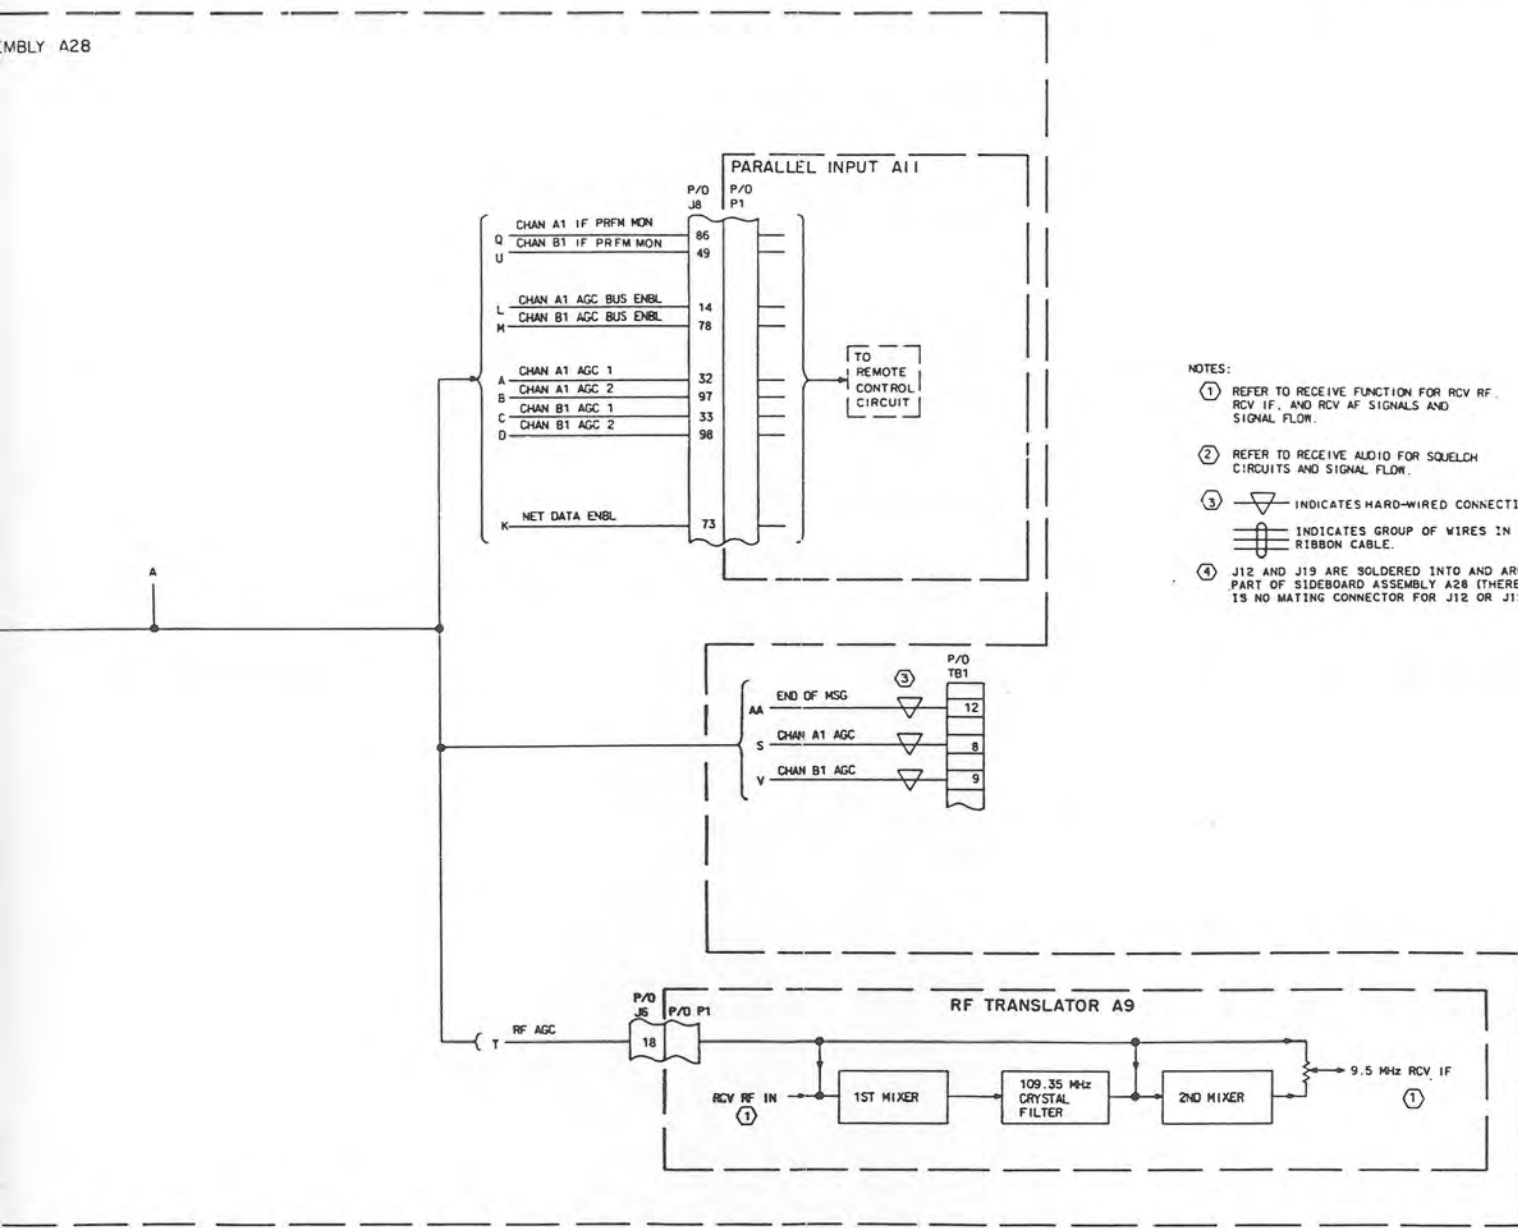 EMBLY A28
PARALLEL INPUT A11
P/O P/O
J8 P1
CHAN A1 IF PRFM MON
Q 86
CHAN B1 IF PRFM MON
U 49
CHAN A1 AGC BUS ENBL
L 14
CHAN B1 AGC BUS ENBL
M 78
TO
REMOTE
CONTROL
CIRCUIT
CHAN A1 AGC 1
A 32
CHAN A1 AGC 2
B 97
CHAN B1 AGC 1
C 33
CHAN B1 AGC 2
D 98
NET DATA ENBL
K 73
NOTES:
1 REFER TO RECEIVE FUNCTION FOR RCV RF.
RCV IF, AND RCV AF SIGNALS AND
SIGNAL FLOW.
2 REFER TO RECEIVE AUDIO FOR SQUELCH
CIRCUITS AND SIGNAL FLOW.
3 INDICATES HARD-WIRED CONNECTI
INDICATES GROUP OF WIRES IN
RIBBON CABLE.
4 J12 AND J19 ARE SOLDERED INTO AND AR
PART OF SIDEBOARD ASSEMBLY A28 (THERE
IS NO MATING CONNECTOR FOR J12 OR J1
A
P/O
TB1
3
END OF MSG
AA 12
CHAN A1 AGC
S 8
CHAN B1 AGC
V 9
RF TRANSLATOR A9
P/O
J6 P/O P1
RF AGC
T 18
RCV RF IN
1
1ST MIXER
109.35 MHz
CRYSTAL
FILTER
2ND MIXER
9.5 MHz RCV IF
1